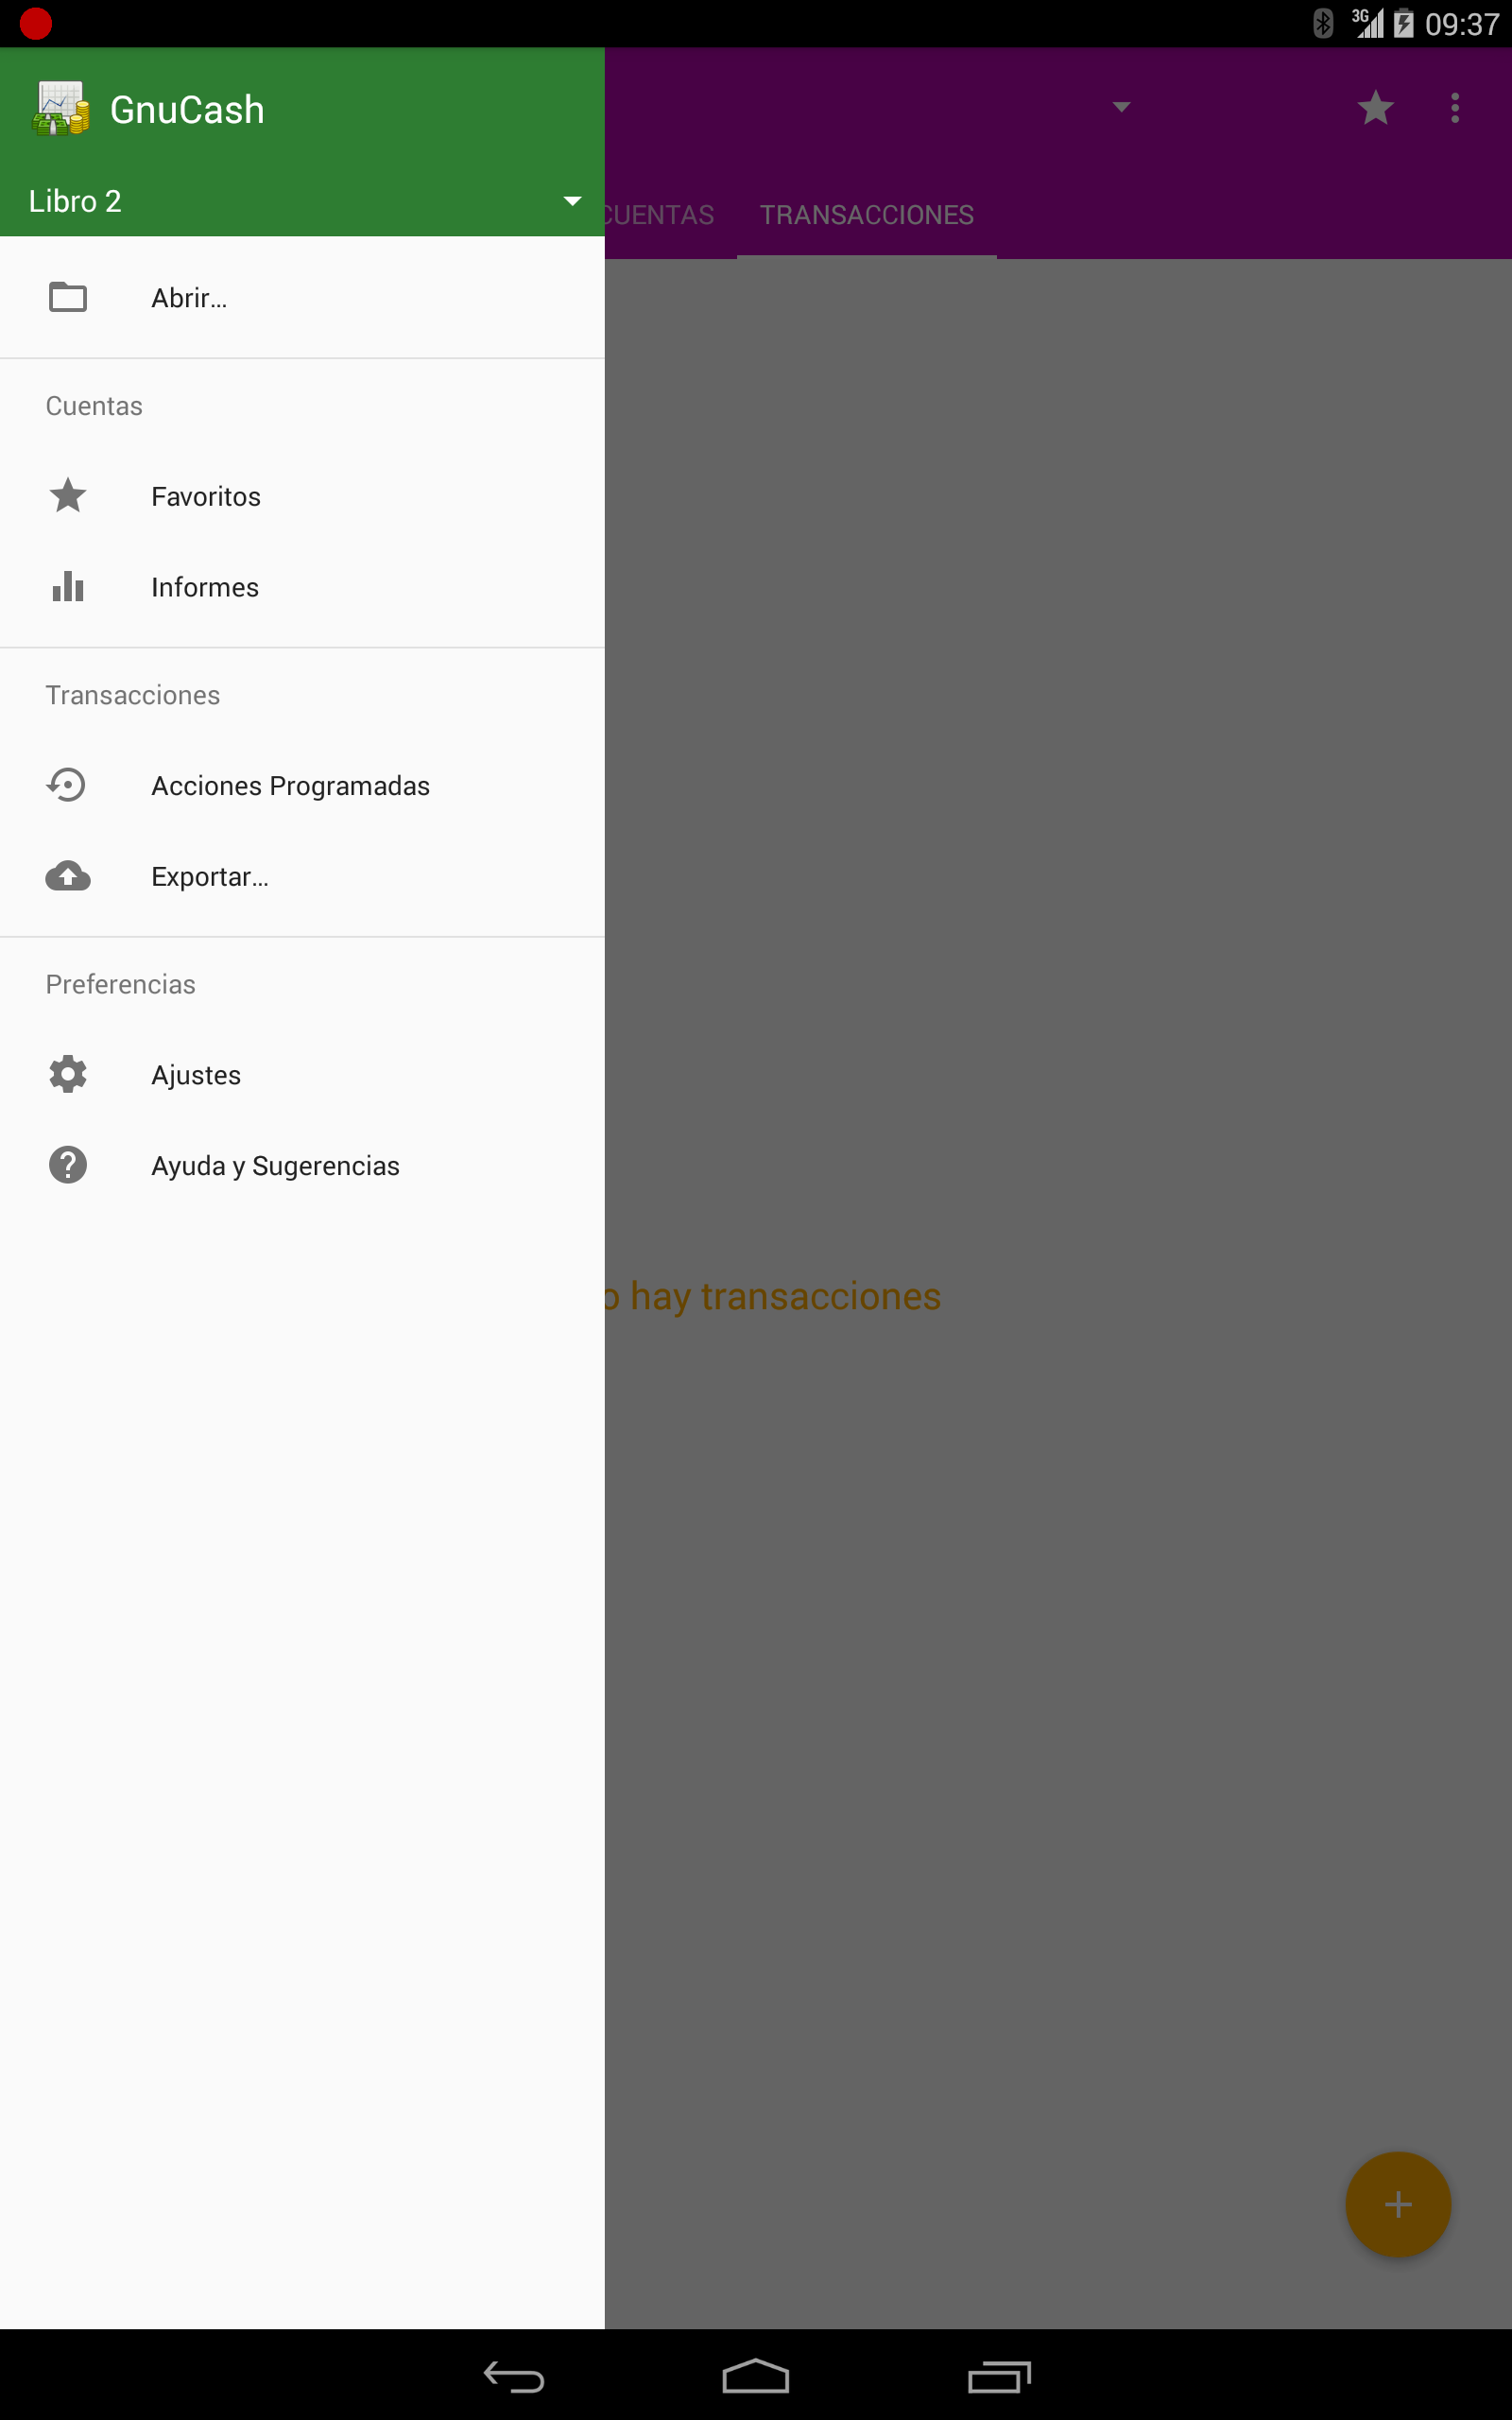 3G 09:37
GnuCash
Libro 2
CUENTAS TRANSACCIONES
Abrir...
Cuentas
Favoritos
Informes
Transacciones
Acciones Programadas
Exportar...
Preferencias
Ajustes
Ayuda y Sugerencias
hay transacciones